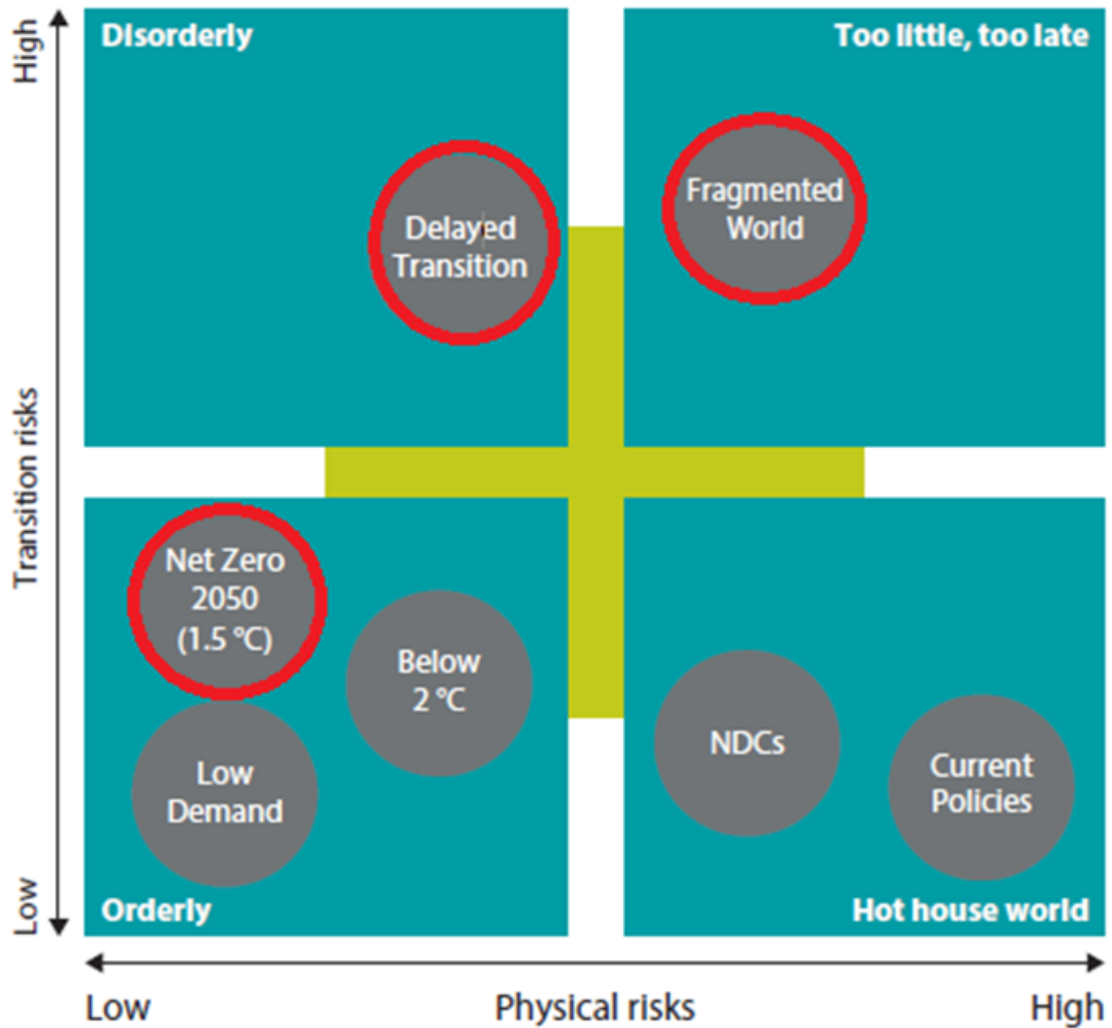 High
Transition risks
Low
Disorderly
Too little, too late
Delayed
Transition
Fragmented
World
Net Zero
2050
(1.5 °C)
Below
2 °C
Low
Demand
NDCs
Current
Policies
Orderly
Hot house world
Low
Physical risks
High